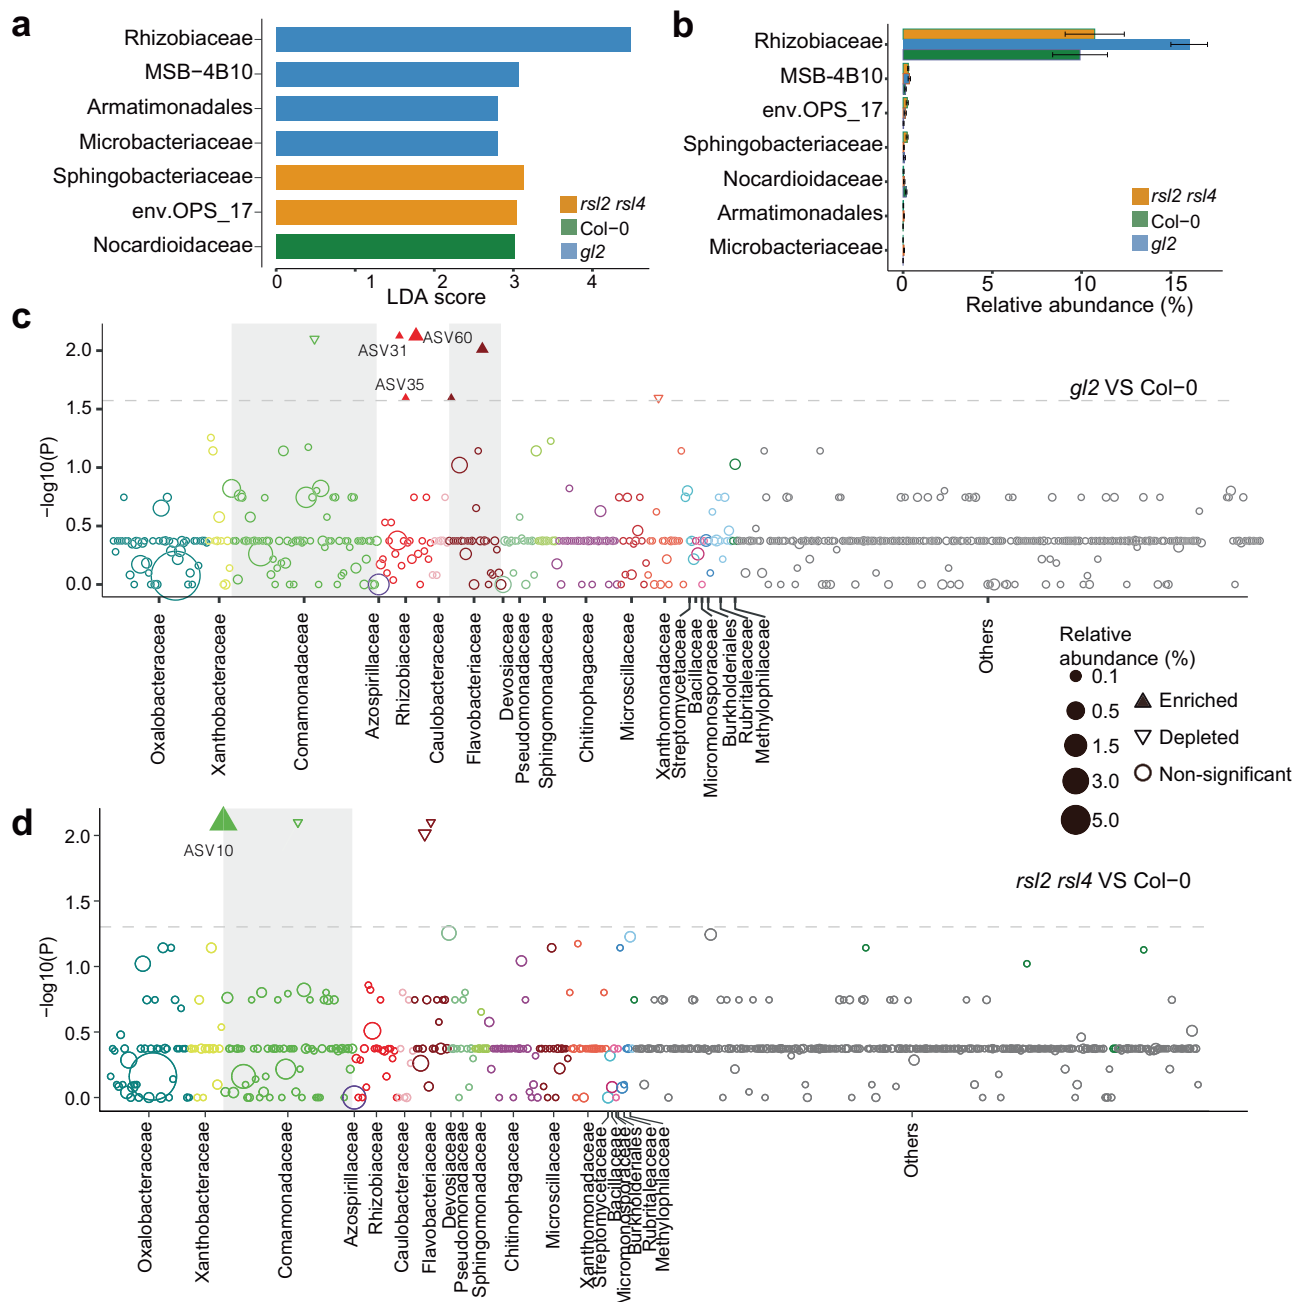 a
Rhizobiaceae
MSB−4B10
Armatimonadales
Microbacteriaceae
Sphingobacteriaceae
env.OPS_17
Nocardioidaceae
rsl2 rsl4
Col−0
gl2
0 1 2 3 4
LDA score
b
Rhizobiaceae
MSB-4B10
env.OPS_17
Sphingobacteriaceae
Nocardioidaceae
Armatimonadales
Microbacteriaceae
rsl2 rsl4
Col−0
gl2
0 5 10 15
Relative abundance (%)
c
−log10(P)
2.0
1.5
1.0
0.5
0.0
ASV31
ASV60
ASV35
gl2 VS Col−0
Oxalobacteraceae
Xanthobacteraceae
Comamonadaceae
Azospirillaceae
Rhizobiaceae
Caulobacteraceae
Flavobacteriaceae
Devosiaceae
Pseudomonadaceae
Sphingomonadaceae
Chitinophagaceae
Microscillaceae
Xanthomonadaceae
Streptomycetaceae
Bacillaceae
Micromonosporaceae
Burkholderiales
Rubritaleaceae
Methylophilaceae
Others
Relative
abundance (%)
0.1
0.5
1.5
3.0
5.0
Enriched
Depleted
Non-significant
d
−log10(P)
2.0
1.5
1.0
0.5
0.0
ASV10
rsl2 rsl4 VS Col−0
Oxalobacteraceae
Xanthobacteraceae
Comamonadaceae
Azospirillaceae
Rhizobiaceae
Caulobacteraceae
Flavobacteriaceae
Devosiaceae
Pseudomonadaceae
Sphingomonadaceae
Chitinophagaceae
Microscillaceae
Xanthomonadaceae
Streptomycetaceae
Bacillaceae
Micromonosporaceae
Burkholderiales
Rubritaleaceae
Methylophilaceae
Others